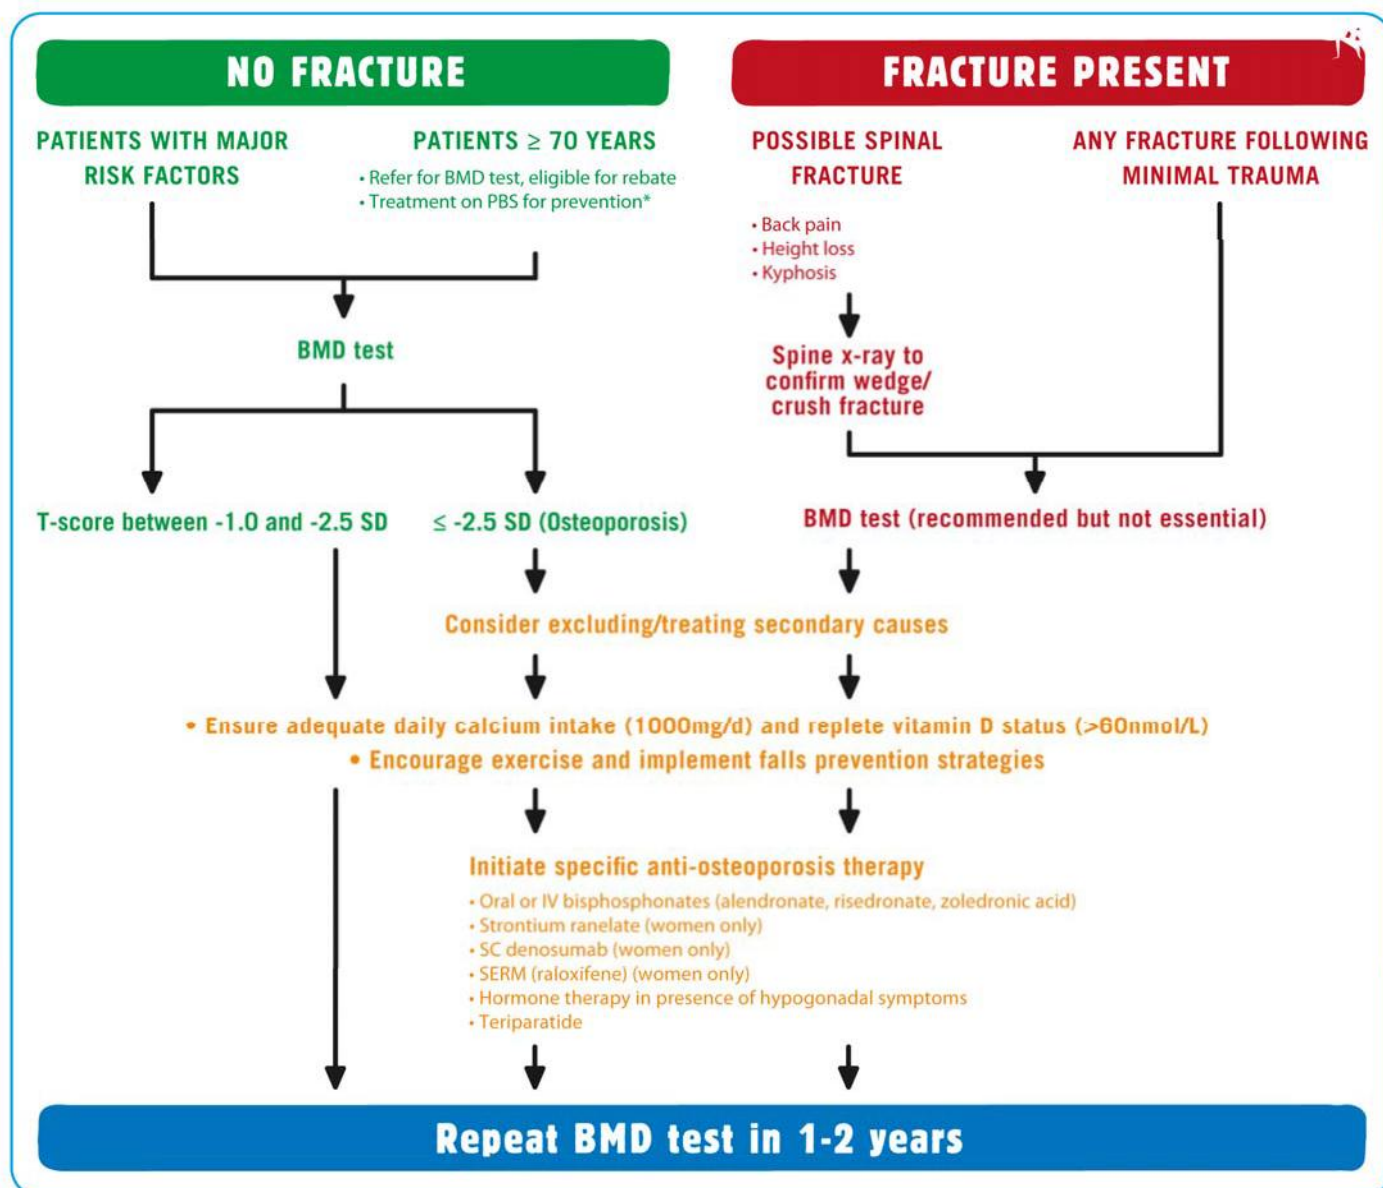 NO FRACTURE
PATIENTS WITH MAJOR
RISK FACTORS
PATIENTS ≥ 70 YEARS
• Refer for BMD test, eligible for rebate
• Treatment on PBS for prevention*
BMD test
T-score between -1.0 and -2.5 SD
≤ -2.5 SD (Osteoporosis)
FRACTURE PRESENT
POSSIBLE SPINAL
FRACTURE
• Back pain
• Height loss
• Kyphosis
Spine x-ray to
confirm wedge/
crush fracture
ANY FRACTURE FOLLOWING
MINIMAL TRAUMA
BMD test (recommended but not essential)
Consider excluding/treating secondary causes
• Ensure adequate daily calcium intake (1000mg/d) and replete vitamin D status (>60nmol/L)
• Encourage exercise and implement falls prevention strategies
Initiate specific anti-osteoporosis therapy
• Oral or IV bisphosphonates (alendronate, risedronate, zoledronic acid)
• Strontium ranelate (women only)
• SC denosumab (women only)
• SERM (raloxifene) (women only)
• Hormone therapy in presence of hypogonadal symptoms
• Teriparatide
Repeat BMD test in 1-2 years